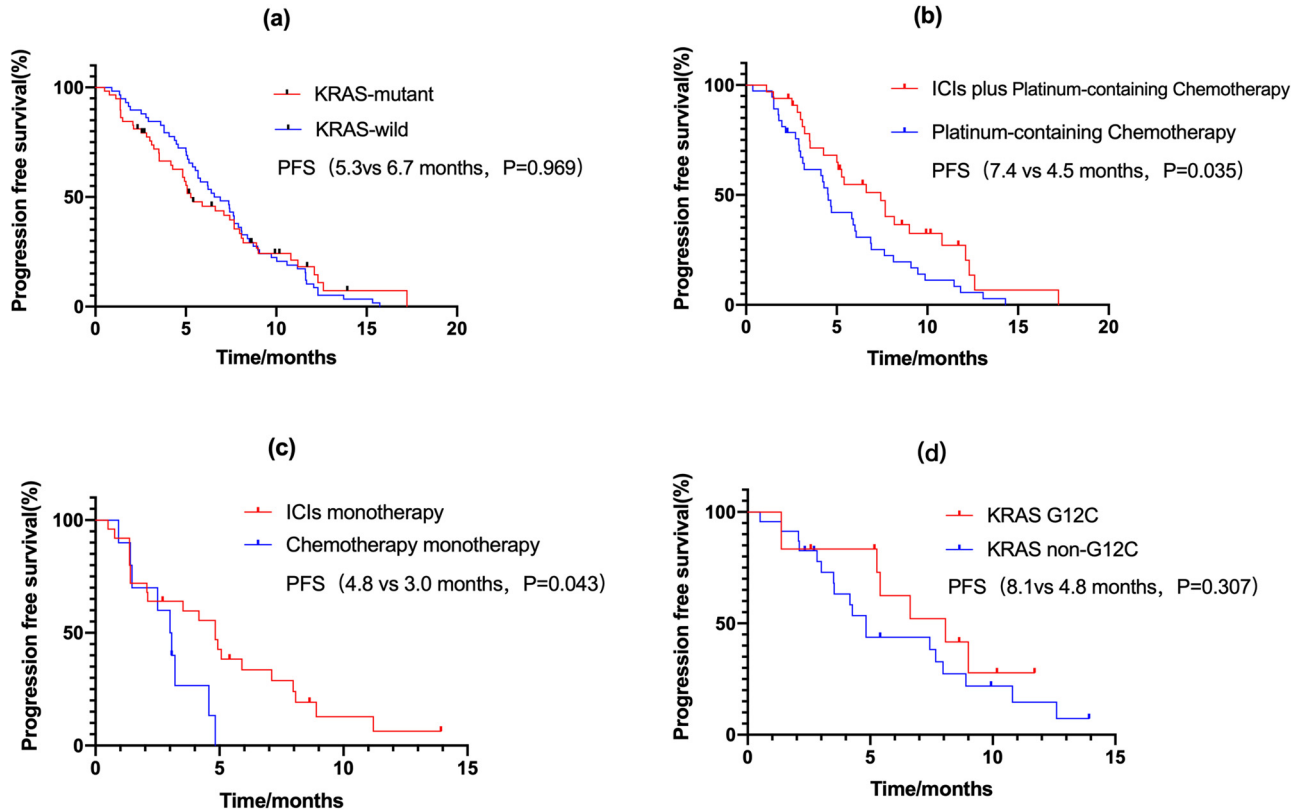 (a)
Progression free survival(%)
100
50
0
0 5 10 15 20
Time/months
KRAS-mutant
KRAS-wild
PFS（5.3vs 6.7 months，P=0.969)
(b)
Progression free survival(%)
100
50
0
0 5 10 15 20
Time/months
ICIs plus Platinum-containing Chemotherapy
Platinum-containing Chemotherapy
PFS（7.4 vs 4.5 months，P=0.035)
(c)
Progression free survival(%)
100
50
0
0 5 10 15
Time/months
ICIs monotherapy
Chemotherapy monotherapy
PFS（4.8 vs 3.0 months，P=0.043)
(d)
Progression free survival(%)
100
50
0
0 5 10 15
Time/months
KRAS G12C
KRAS non-G12C
PFS（8.1vs 4.8 months，P=0.307)